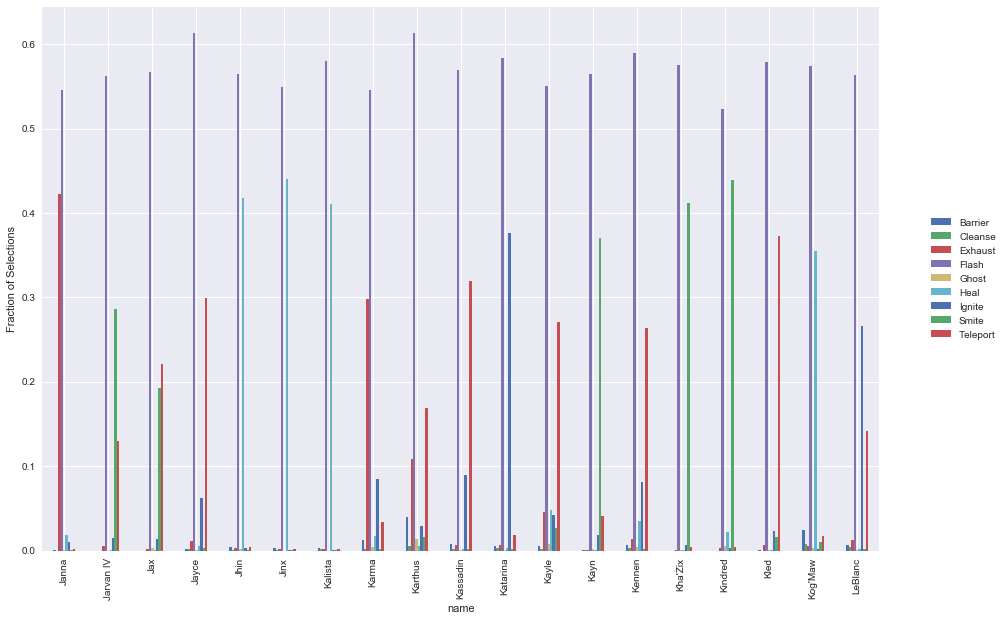 0.6
0.5
0.4
0.3
0.2
0.1
0.0
Fraction of Selections
Janna
Jarvan IV
Jax
Jayce
Jhin
Jinx
Kalista
Karma
Karthus
Kassadin
Katarina
Kayle
Kayn
Kennen
Kha'Zix
Kindred
Kled
Kog'Maw
LeBlanc
name
Barrier
Cleanse
Exhaust
Flash
Ghost
Heal
Ignite
Smite
Teleport